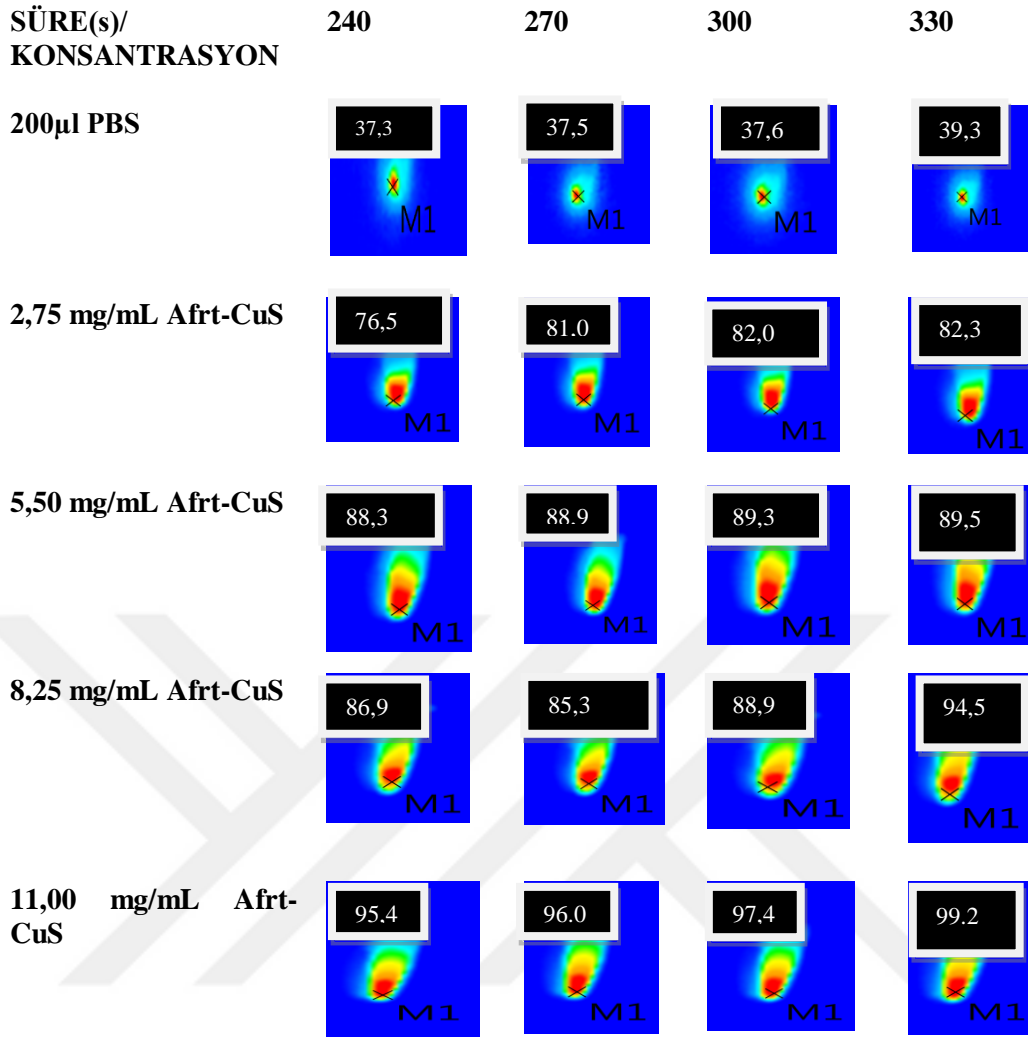 SÜRE(s)/ 240 270 300 330
KONSANTRASYON
200µl PBS 37,3 37,5 37,6 39,3
M1 M1 M1 M1
2,75 mg/mL Afrt-CuS 76,5 81,0 82,0 82,3
M1 M1 M1 M1
5,50 mg/mL Afrt-CuS 88,3 88,9 89,3 89,5
M1 M1 M1 M1
8,25 mg/mL Afrt-CuS 86,9 85,3 88,9 94,5
M1 M1 M1 M1
11,00 mg/mL Afrt- 95,4 96,0 97,4 99,2
CuS
M1 M1 M1 M1